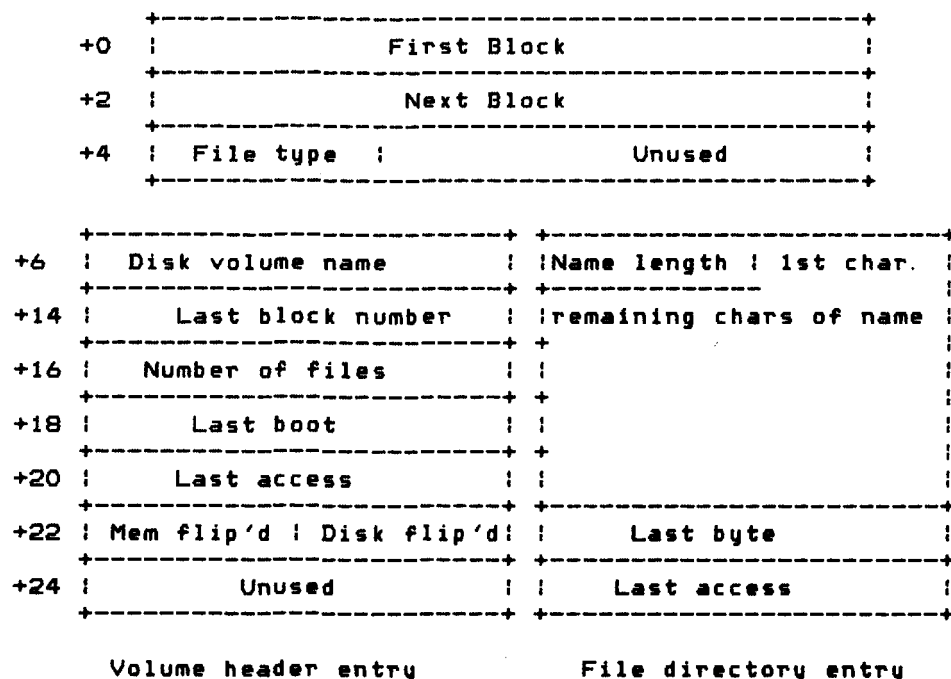 +0 First Block
+2 Next Block
+4 File type Unused
+6 Disk volume name Name length 1st char.
+14 Last block number remaining chars of name
+16 Number of files
+18 Last boot
+20 Last access
+22 Mem flip'd Disk flip'd Last byte
+24 Unused Last access
Volume header entry File directory entry